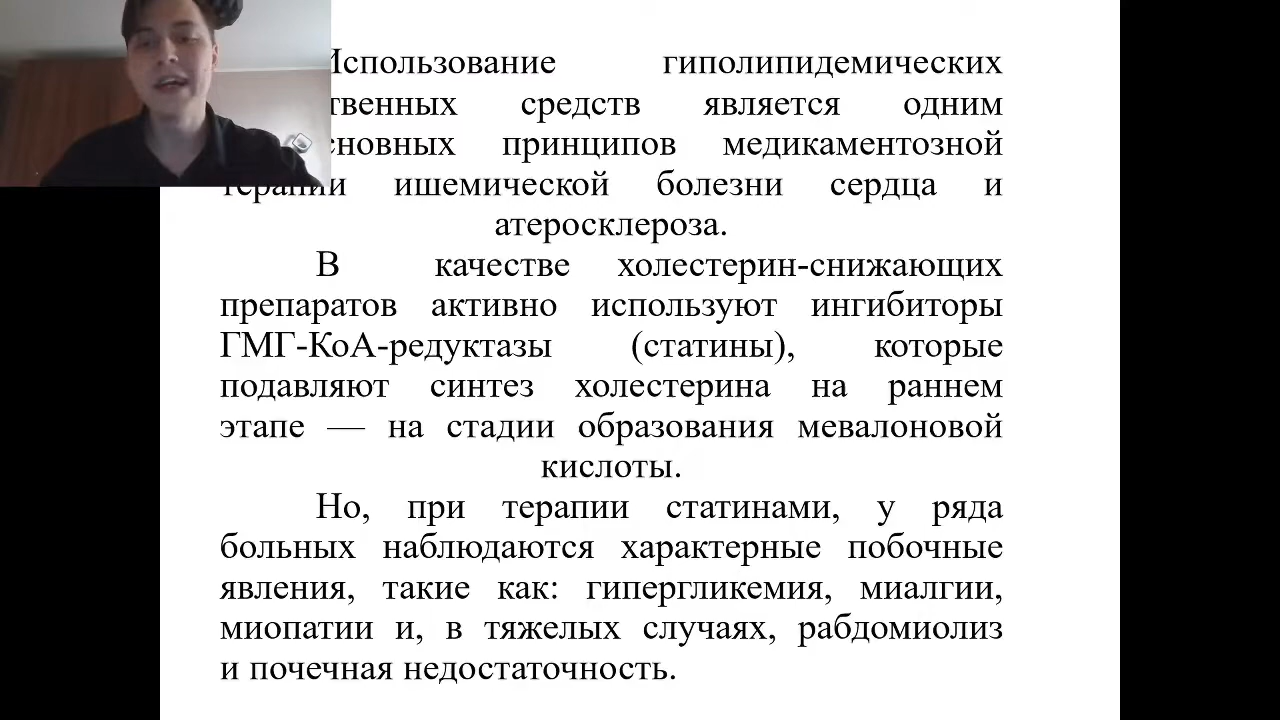 Использование гиполипидемических
средств является одним
принципов медикаментозной
терапии ишемической болезни сердца и
атеросклероза.
В качестве холестерин-снижающих
препаратов активно используют ингибиторы
ГМГ-КоА-редуктазы (статины), которые
подавляют синтез холестерина на раннем
этапе — на стадии образования мевалоновой
кислоты.
Но, при терапии статинами, у ряда
больных наблюдаются характерные побочные
явления, такие как: гипергликемия, миалгии,
миопатии и, в тяжелых случаях, рабдомиолиз
и почечная недостаточность.